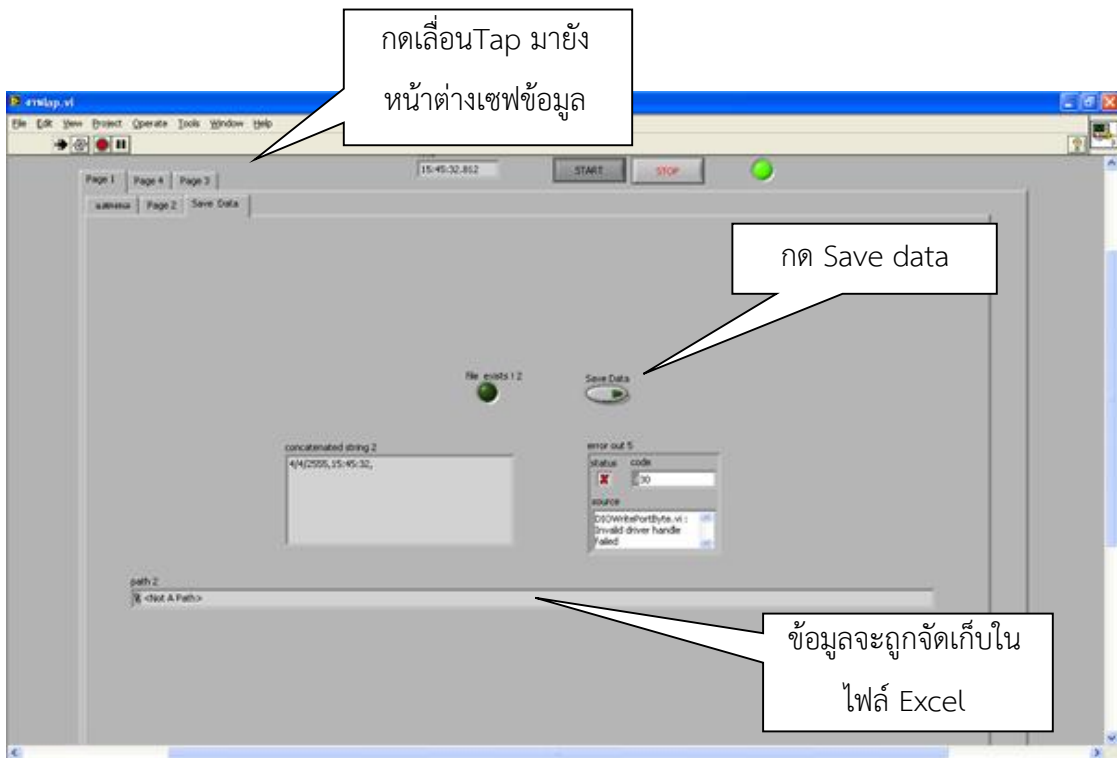 กดเลื่อนTap มายัง
หน้าต่างเซฟข้อมูล
File Edit View Project Operate Tools Window Help
15:45:32.812
START
STOP
Page 1 Page 4 Page 3
Page 2 Save Data
กด Save data
file exists ! 2
Save Data
concatenated string 2
4/4/2555,15:45:32,
error out 5
status code
30
source
DIOWritePortByte.vi :
Invalid driver handle
failed
path 2
<Not A Path>
ข้อมูลจะถูกจัดเก็บใน
ไฟล์ Excel